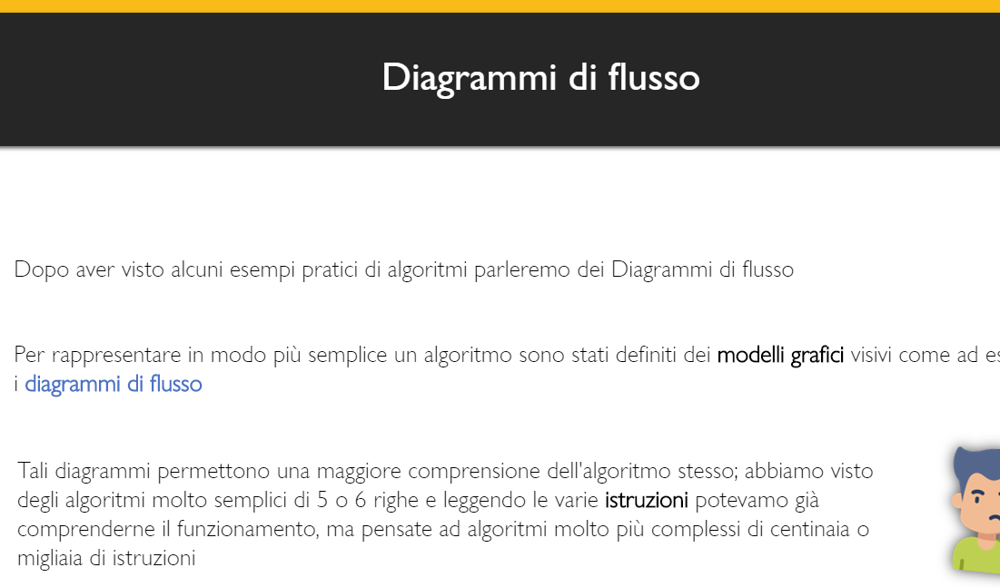 Diagrammi di flusso
Dopo aver visto alcuni esempi pratici di algoritmi parleremo dei Diagrammi di flusso
Per rappresentare in modo più semplice un algoritmo sono stati definiti dei modelli grafici visivi come ad es
i diagrammi di flusso
Tali diagrammi permettono una maggiore comprensione dell'algoritmo stesso; abbiamo visto
degli algoritmi molto semplici di 5 o 6 righe e leggendo le varie istruzioni potevamo già
comprenderne il funzionamento, ma pensate ad algoritmi molto più complessi di centinaia o
migliaia di istruzioni